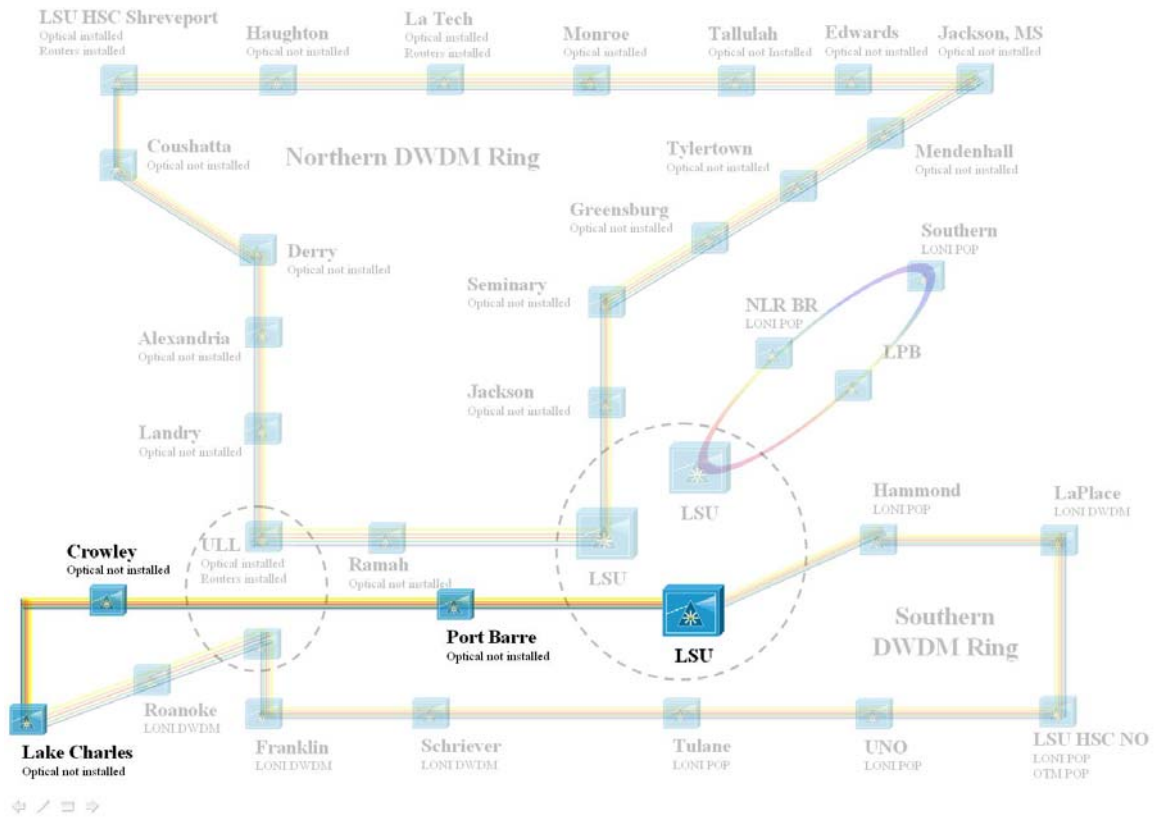 LSU HSC Shreveport
Optical installed
Routers installed
Haughton
Optical not installed
La Tech
Optical installed
Routers installed
Monroe
Optical not installed
Tallulah
Optical not Installed
Edwards
Optical not installed
Jackson, MS
Optical not installed
Coushatta
Optical not installed
Northern DWDM Ring
Tylertown
Optical not installed
Mendenhall
Optical not installed
Greensburg
Optical not installed
Southern
LONI POP
Derry
Optical not installed
Seminary
Optical not installed
NLR BR
LONI POP
Alexandria
Optical not installed
LPB
Jackson
Optical not installed
Landry
Optical not installed
LSU
Hammond
LONI POP
LaPlace
LONI DWDM
Crowley
Optical not installed
ULL
Optical installed
Routers installed
Ramah
Optical not installed
LSU
Port Barre
Optical not installed
LSU
Southern
DWDM Ring
Roanoke
LONI DWDM
Lake Charles
Optical not installed
Franklin
LONI DWDM
Schriever
LONI DWDM
Tulane
LONI POP
UNO
LONI POP
LSU HSC NO
LONI POP
OTM POP